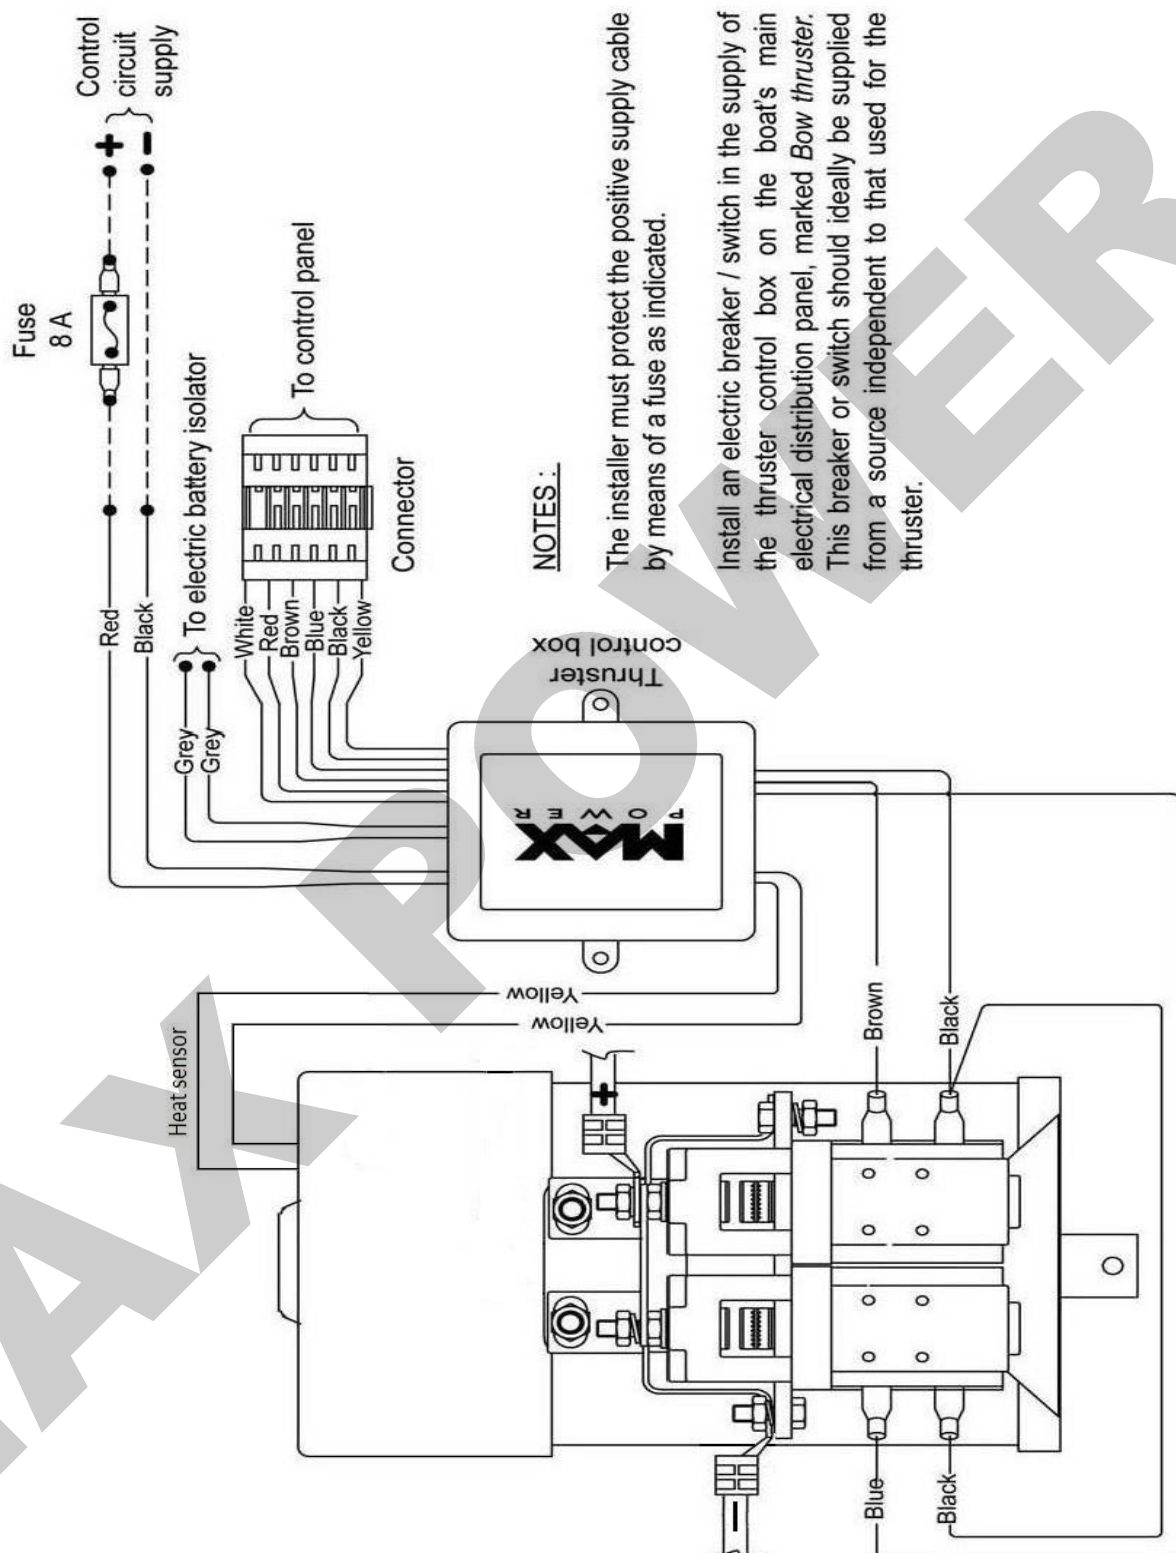 Control
circuit
supply
+
−
Fuse
8 A
Red
Black
To electric battery isolator
Grey
Grey
To control panel
White
Red
Brown
Blue
Black
Yellow
Connector
NOTES :
The installer must protect the positive supply cable
by means of a fuse as indicated.
Install an electric breaker / switch in the supply of
the thruster control box on the boat's main
electrical distribution panel, marked Bow thruster.
This breaker or switch should ideally be supplied
from a source independent to that used for the
thruster.
Thruster
control box
MAX
POWER
Heat sensor
Yellow
Yellow
+
Brown
Black
−
Blue
Black
MAX POWER